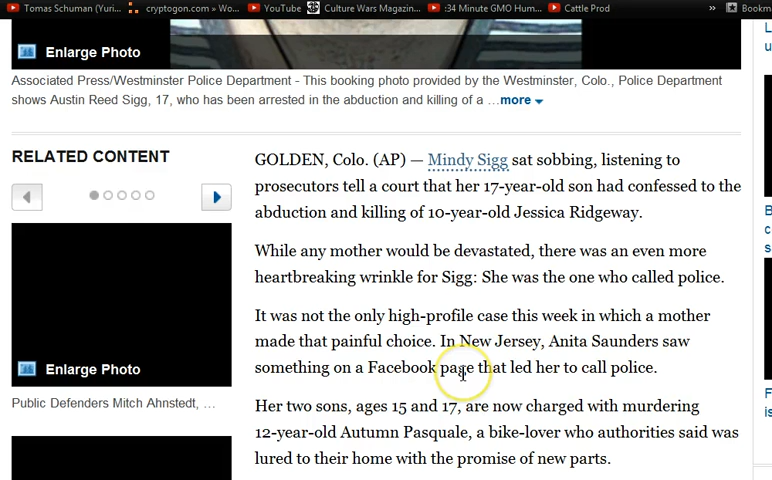 Tomas Schuman (Yuri... cryptogon.com » Wo... YouTube Culture Wars Magazin... :34 Minute GMO Hum... Cattle Prod » Bookm
Enlarge Photo
Associated Press/Westminster Police Department - This booking photo provided by the Westminster, Colo., Police Department
shows Austin Reed Sigg, 17, who has been arrested in the abduction and killing of a …more
RELATED CONTENT
Enlarge Photo
Public Defenders Mitch Ahnstedt, …
GOLDEN, Colo. (AP) — Mindy Sigg sat sobbing, listening to
prosecutors tell a court that her 17-year-old son had confessed to the
abduction and killing of 10-year-old Jessica Ridgeway.
While any mother would be devastated, there was an even more
heartbreaking wrinkle for Sigg: She was the one who called police.
It was not the only high-profile case this week in which a mother
made that painful choice. In New Jersey, Anita Saunders saw
something on a Facebook page that led her to call police.
Her two sons, ages 15 and 17, are now charged with murdering
12-year-old Autumn Pasquale, a bike-lover who authorities said was
lured to their home with the promise of new parts.